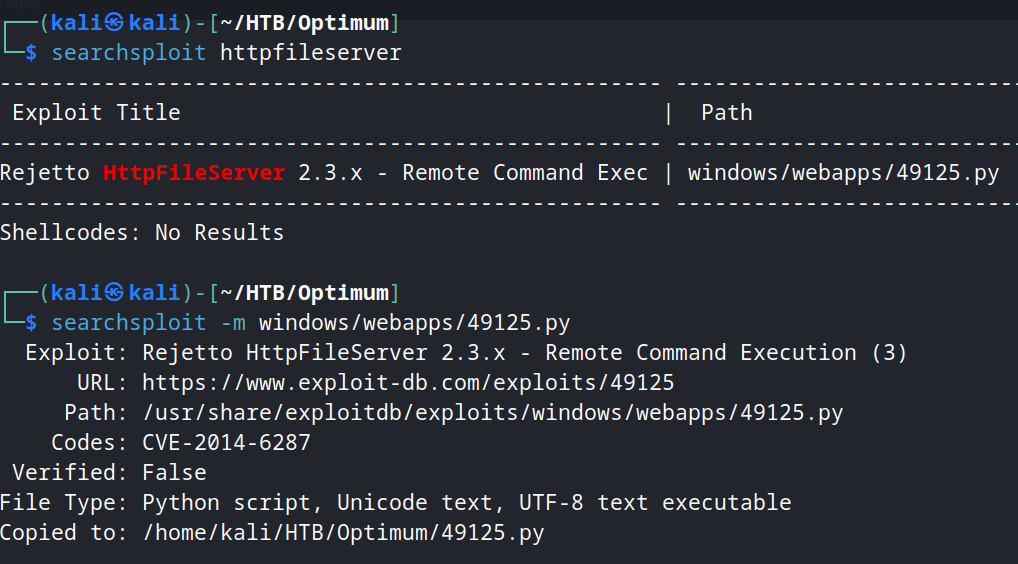 ┌──(kali㉿kali)-[~/HTB/Optimum]
└─$ searchsploit httpfileserver
--------------------------------------------------- --------------------------
 Exploit Title                                     |  Path
--------------------------------------------------- --------------------------
Rejetto HttpFileServer 2.3.x - Remote Command Exec | windows/webapps/49125.py
--------------------------------------------------- --------------------------
Shellcodes: No Results
┌──(kali㉿kali)-[~/HTB/Optimum]
└─$ searchsploit -m windows/webapps/49125.py
  Exploit: Rejetto HttpFileServer 2.3.x - Remote Command Execution (3)
      URL: https://www.exploit-db.com/exploits/49125
     Path: /usr/share/exploitdb/exploits/windows/webapps/49125.py
    Codes: CVE-2014-6287
 Verified: False
File Type: Python script, Unicode text, UTF-8 text executable
Copied to: /home/kali/HTB/Optimum/49125.py